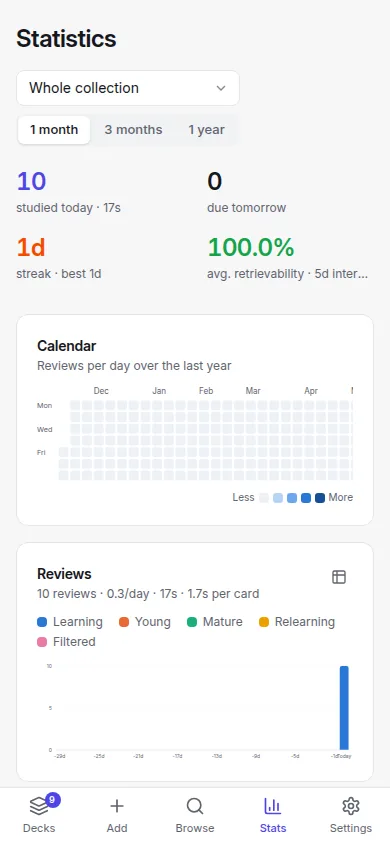 Statistics
Whole collection
1 month 3 months 1 year
10 0
studied today · 17s due tomorrow
1d 100.0%
streak · best 1d avg. retrievability · 5d inter...
Calendar
Reviews per day over the last year
Dec Jan Feb Mar Apr
Mon
Wed
Fri
Less More
Reviews
10 reviews · 0.3/day · 17s · 1.7s per card
Learning Young Mature Relearning
Filtered
10
5
0
-29d -25d -21d -17d -13d -9d -5d -1d Today
9
Decks Add Browse Stats Settings